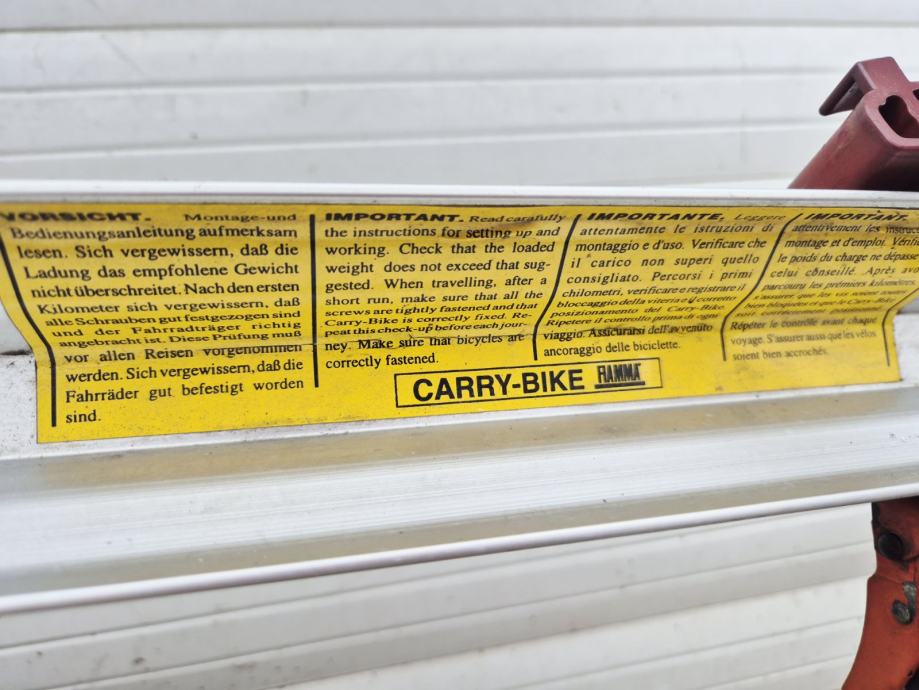 VORSICHT. Montage-und
Bedienungsanleitung aufmerksam
lesen. Sich vergewissern, daß die
Ladung das empfohlene Gewicht
nicht überschreitet. Nach den ersten
Kilometer sich vergewissern, daß
alle Schrauben gut festgezogen sind
und der Fahrradträger richtig
angebracht ist. Diese Prüfung muß
vor allen Reisen vorgenommen
werden. Sich vergewissern, daß die
Fahrräder gut befestigt worden
sind.
IMPORTANT. Read carafully
the instructions for setting up and
working. Check that the loaded
weight does not exceed that sug-
gested. When travelling, after a
short run, make sure that all the
screws are tightly fastened and that
Carry-Bike is correctly fixed. Re-
peat this check-up before each jour-
ney. Make sure that bicycles are
correctly fastened.
IMPORTANTE. Leggere
attentamente le istruzioni di
montaggio e d'uso. Verificare che
il carico non superi quello
consigliato. Percorsi i primi
chilometri, verificare e registrare il
bloccaggio della viteria e il corretto
posizionamento del Carry-Bike.
Ripetere il controllo prima di ogni
viaggio. Assicurarsi dell'avvenuto
ancoraggio delle biciclette.
IMPORTANT.
attentivement les
montage et d'emploi.
le poids du charge ne dépasse
celui conseillé. Après
parcouru les prémiers kilomètres
s'assurer que les vis
Répéter le contrôle avant chaque
voyage. S'assurer aussi que les vélos
soient bien accrochés.
CARRY-BIKE FIAMMA